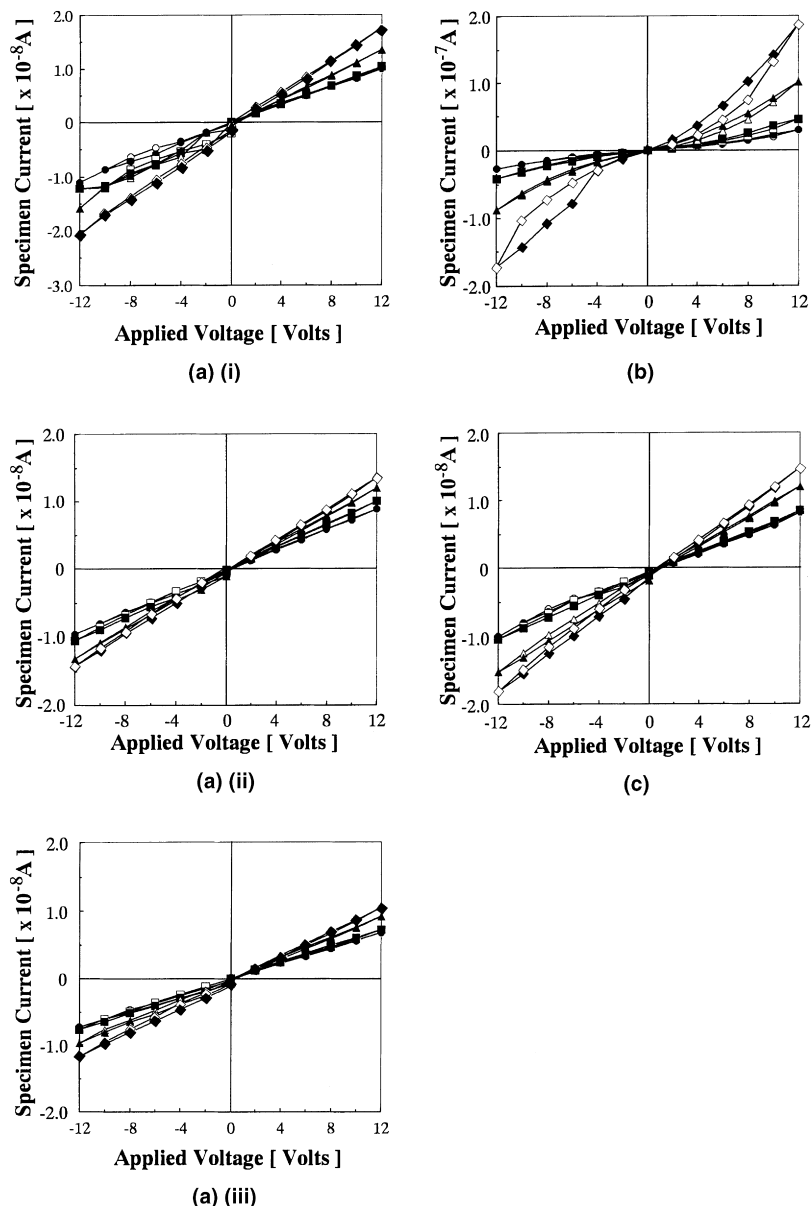 2.0
1.0
0
-1.0
-2.0
-3.0
Specimen Current [ x 10-8A ]
-12 -8 -4 0 4 8 12
Applied Voltage [ Volts ]
(a) (i)
2.0
1.0
0
-1.0
-2.0
Specimen Current [ x 10-7A ]
-12 -8 -4 0 4 8 12
Applied Voltage [ Volts ]
(b)
2.0
1.0
0
-1.0
-2.0
Specimen Current [ x 10-8A ]
-12 -8 -4 0 4 8 12
Applied Voltage [ Volts ]
(a) (ii)
2.0
1.0
0
-1.0
-2.0
Specimen Current [ x 10-8A ]
-12 -8 -4 0 4 8 12
Applied Voltage [ Volts ]
(c)
2.0
1.0
0
-1.0
-2.0
Specimen Current [ x 10-8A ]
-12 -8 -4 0 4 8 12
Applied Voltage [ Volts ]
(a) (iii)